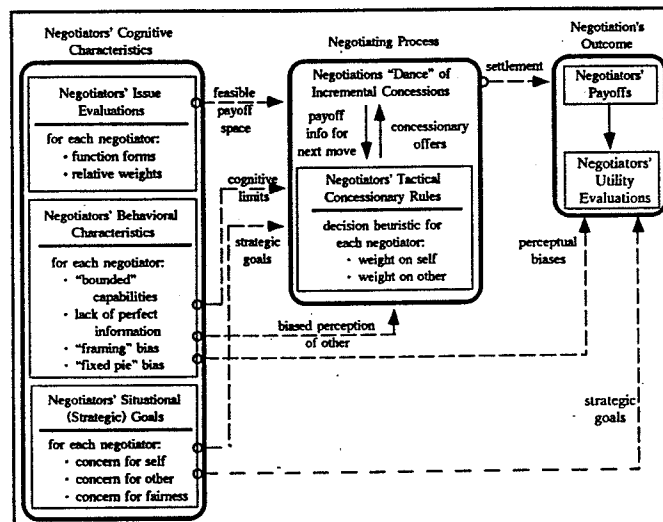 Negotiators' Cognitive
Characteristics
Negotiators' Issue
Evaluations
for each negotiator:
• function forms
• relative weights
Negotiators' Behavioral
Characteristics
for each negotiator:
• "bounded"
capabilities
• lack of perfect
information
• "framing" bias
• "fixed pie" bias
Negotiators' Situational
(Strategic) Goals
for each negotiator:
• concern for self
• concern for other
• concern for fairness
feasible
payoff
space
cognitive
limits
strategic
goals
biased perception
of other
Negotiating Process
Negotiations "Dance" of
Incremental Concessions
payoff
info for
next move
concessionary
offers
Negotiators' Tactical
Concessionary Rules
decision heuristic for
each negotiator:
• weight on self
• weight on other
settlement
Negotiation's
Outcome
Negotiators'
Payoffs
Negotiators'
Utility
Evaluations
perceptual
biases
strategic
goals